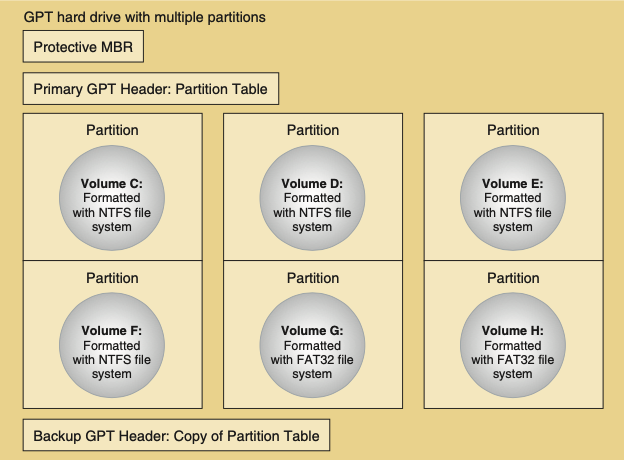 GPT hard drive with multiple partitions
Protective MBR
Primary GPT Header: Partition Table
Partition
Volume C:
Formatted
with NTFS file
system
Partition
Volume D:
Formatted
with NTFS file
system
Partition
Volume E:
Formatted
with NTFS file
system
Partition
Volume F:
Formatted
with NTFS file
system
Partition
Volume G:
Formatted
with FAT32 file
system
Partition
Volume H:
Formatted
with FAT32 file
system
Backup GPT Header: Copy of Partition Table